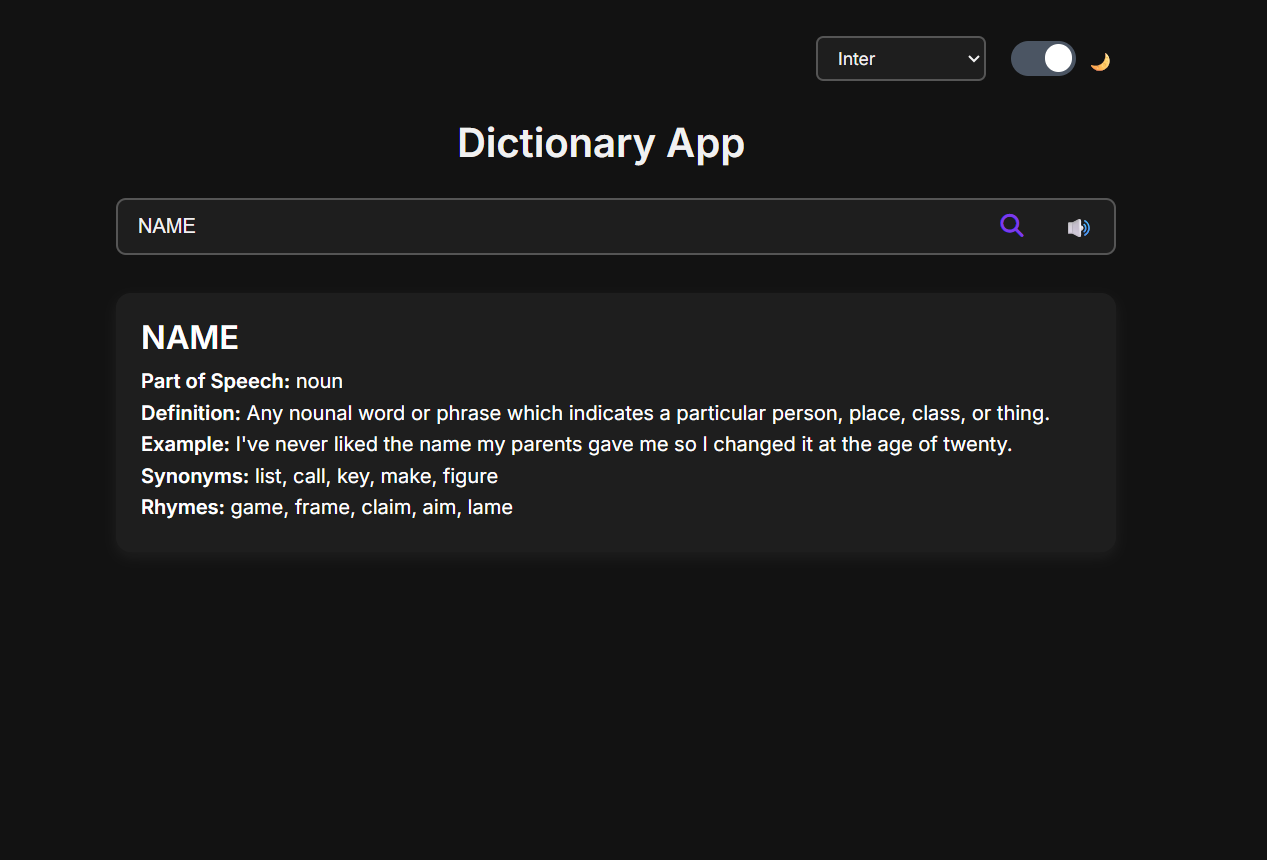 Inter
Dictionary App
NAME
NAME
Part of Speech: noun
Definition: Any nounal word or phrase which indicates a particular person, place, class, or thing.
Example: I've never liked the name my parents gave me so I changed it at the age of twenty.
Synonyms: list, call, key, make, figure
Rhymes: game, frame, claim, aim, lame